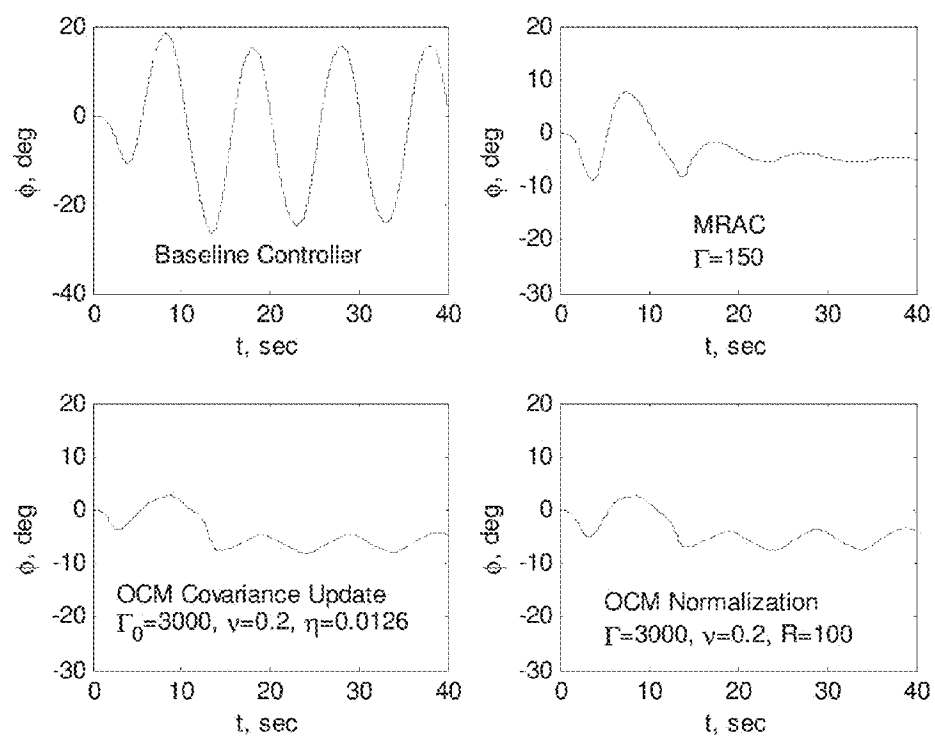 20
0
-20
-40
0 10 20 30 40
ϕ, deg
t, sec
Baseline Controller
20
10
0
-10
-20
-30
0 10 20 30 40
ϕ, deg
t, sec
MRAC
Γ=150
20
10
0
-10
-20
-30
0 10 20 30 40
ϕ, deg
t, sec
OCM Covariance Update
Γ₀=3000, ν=0.2, η=0.0126
20
10
0
-10
-20
-30
0 10 20 30 40
ϕ, deg
t, sec
OCM Normalization
Γ=3000, ν=0.2, R=100